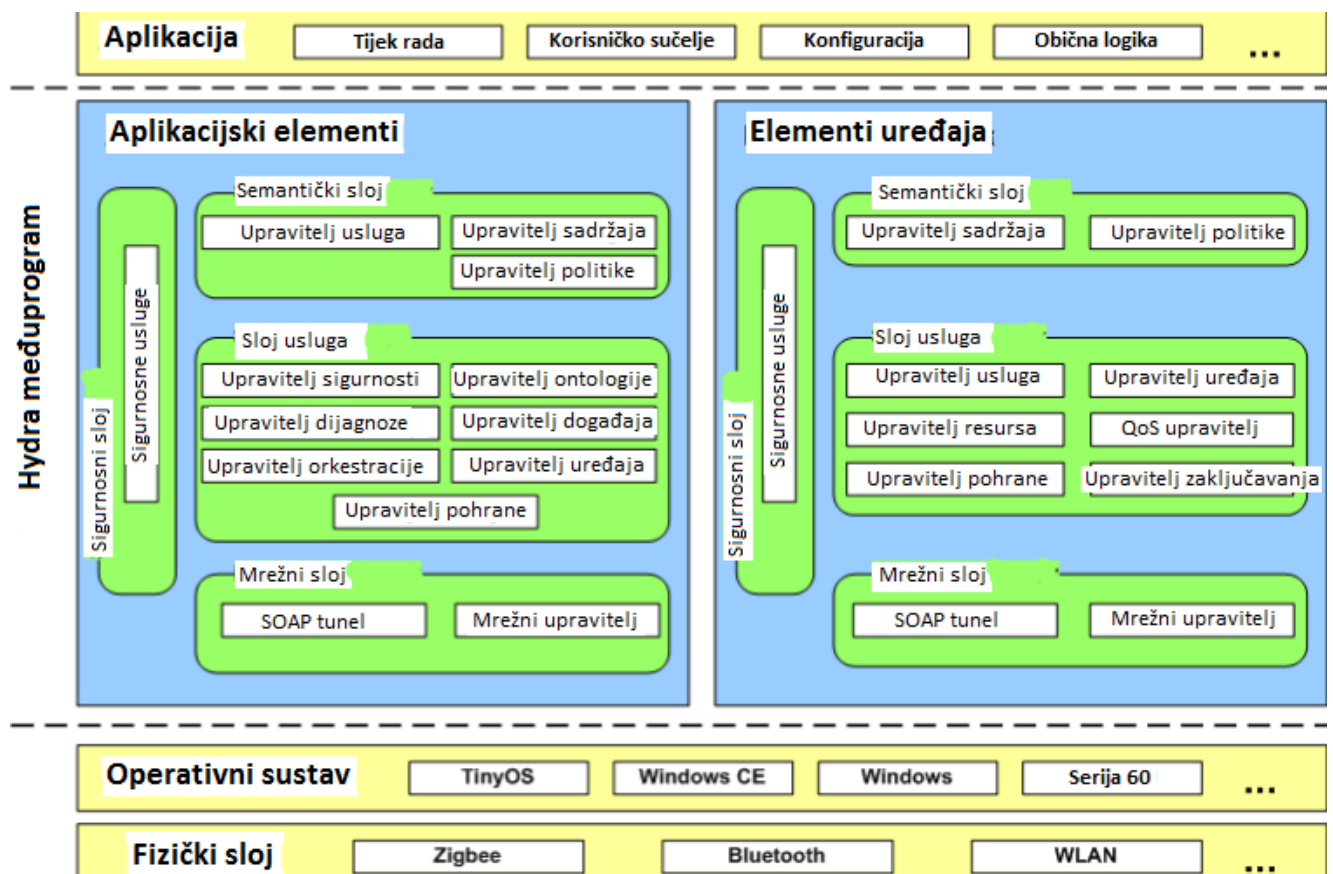 Aplikacija
Tijek rada
Korisničko sučelje
Konfiguracija
Obična logika
...
Hydra međuprogram
Aplikacijski elementi
Sigurnosni sloj
Sigurnosne usluge
Semantički sloj
Upravitelj usluga
Upravitelj sadržaja
Upravitelj politike
Sloj usluga
Upravitelj sigurnosti
Upravitelj ontologije
Upravitelj dijagnoze
Upravitelj događaja
Upravitelj orkestracije
Upravitelj uređaja
Upravitelj pohrane
Mrežni sloj
SOAP tunel
Mrežni upravitelj
Elementi uređaja
Sigurnosni sloj
Sigurnosne usluge
Semantički sloj
Upravitelj sadržaja
Upravitelj politike
Sloj usluga
Upravitelj usluga
Upravitelj uređaja
Upravitelj resursa
QoS upravitelj
Upravitelj pohrane
Upravitelj zaključavanja
Mrežni sloj
SOAP tunel
Mrežni upravitelj
Operativni sustav
TinyOS
Windows CE
Windows
Serija 60
...
Fizički sloj
Zigbee
Bluetooth
WLAN
...